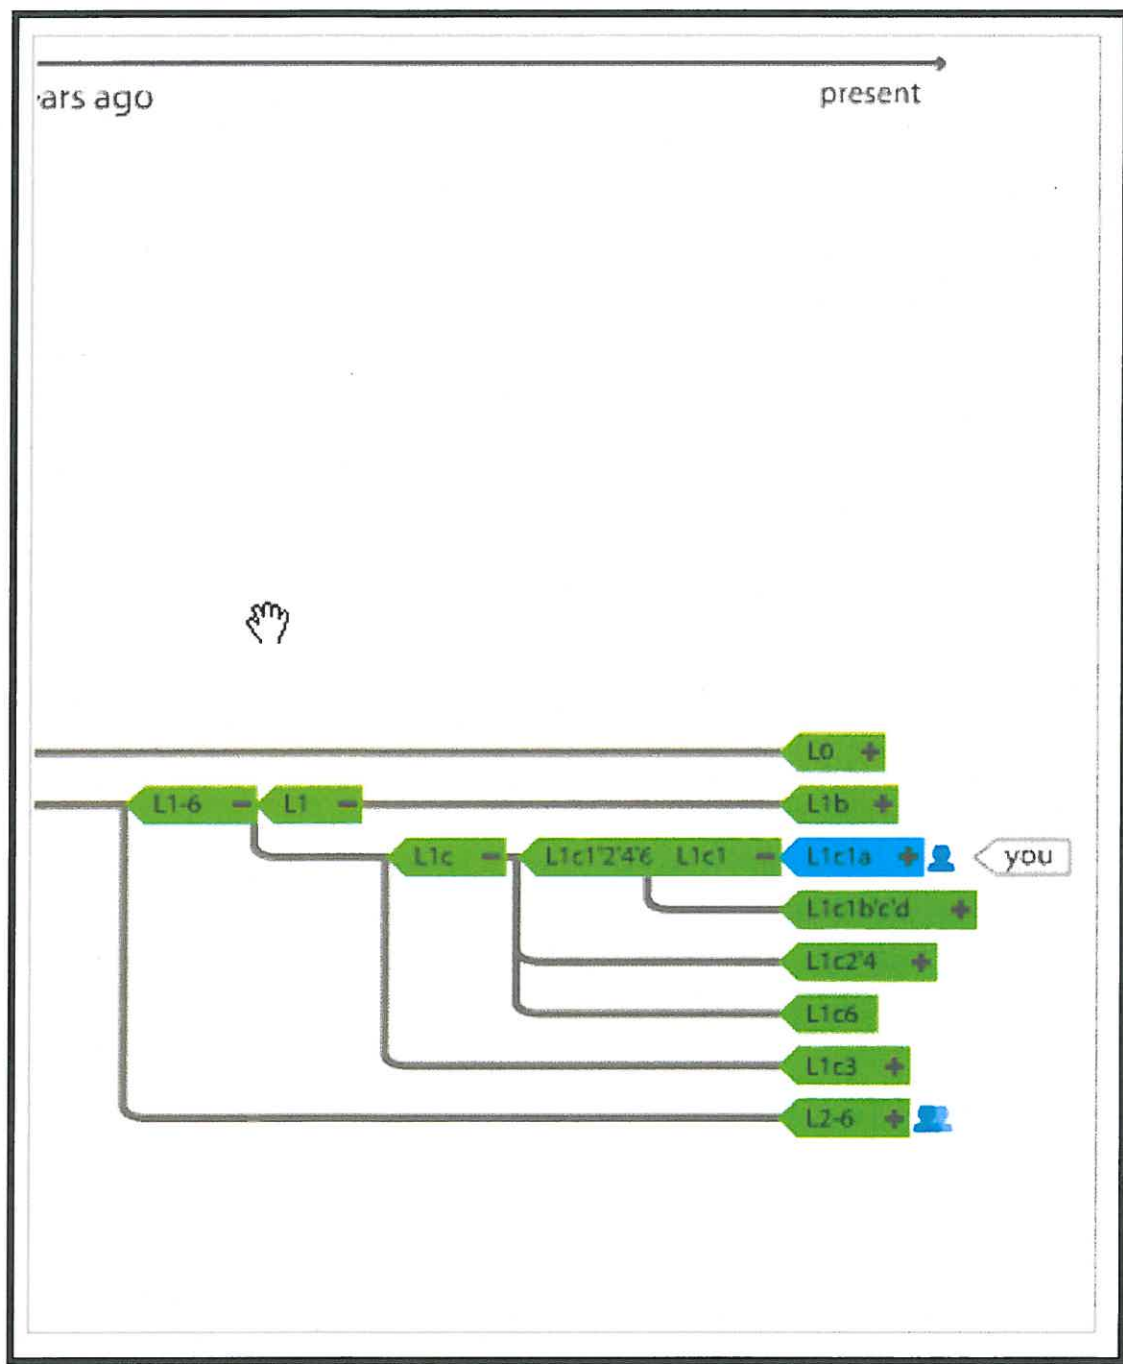 ars ago
present
L0 +
L1-6 − L1 − L1b +
L1c − L1c1'2'4'6 L1c1 − L1c1a + you
L1c1b'c'd +
L1c2'4 +
L1c6
L1c3 +
L2-6 +